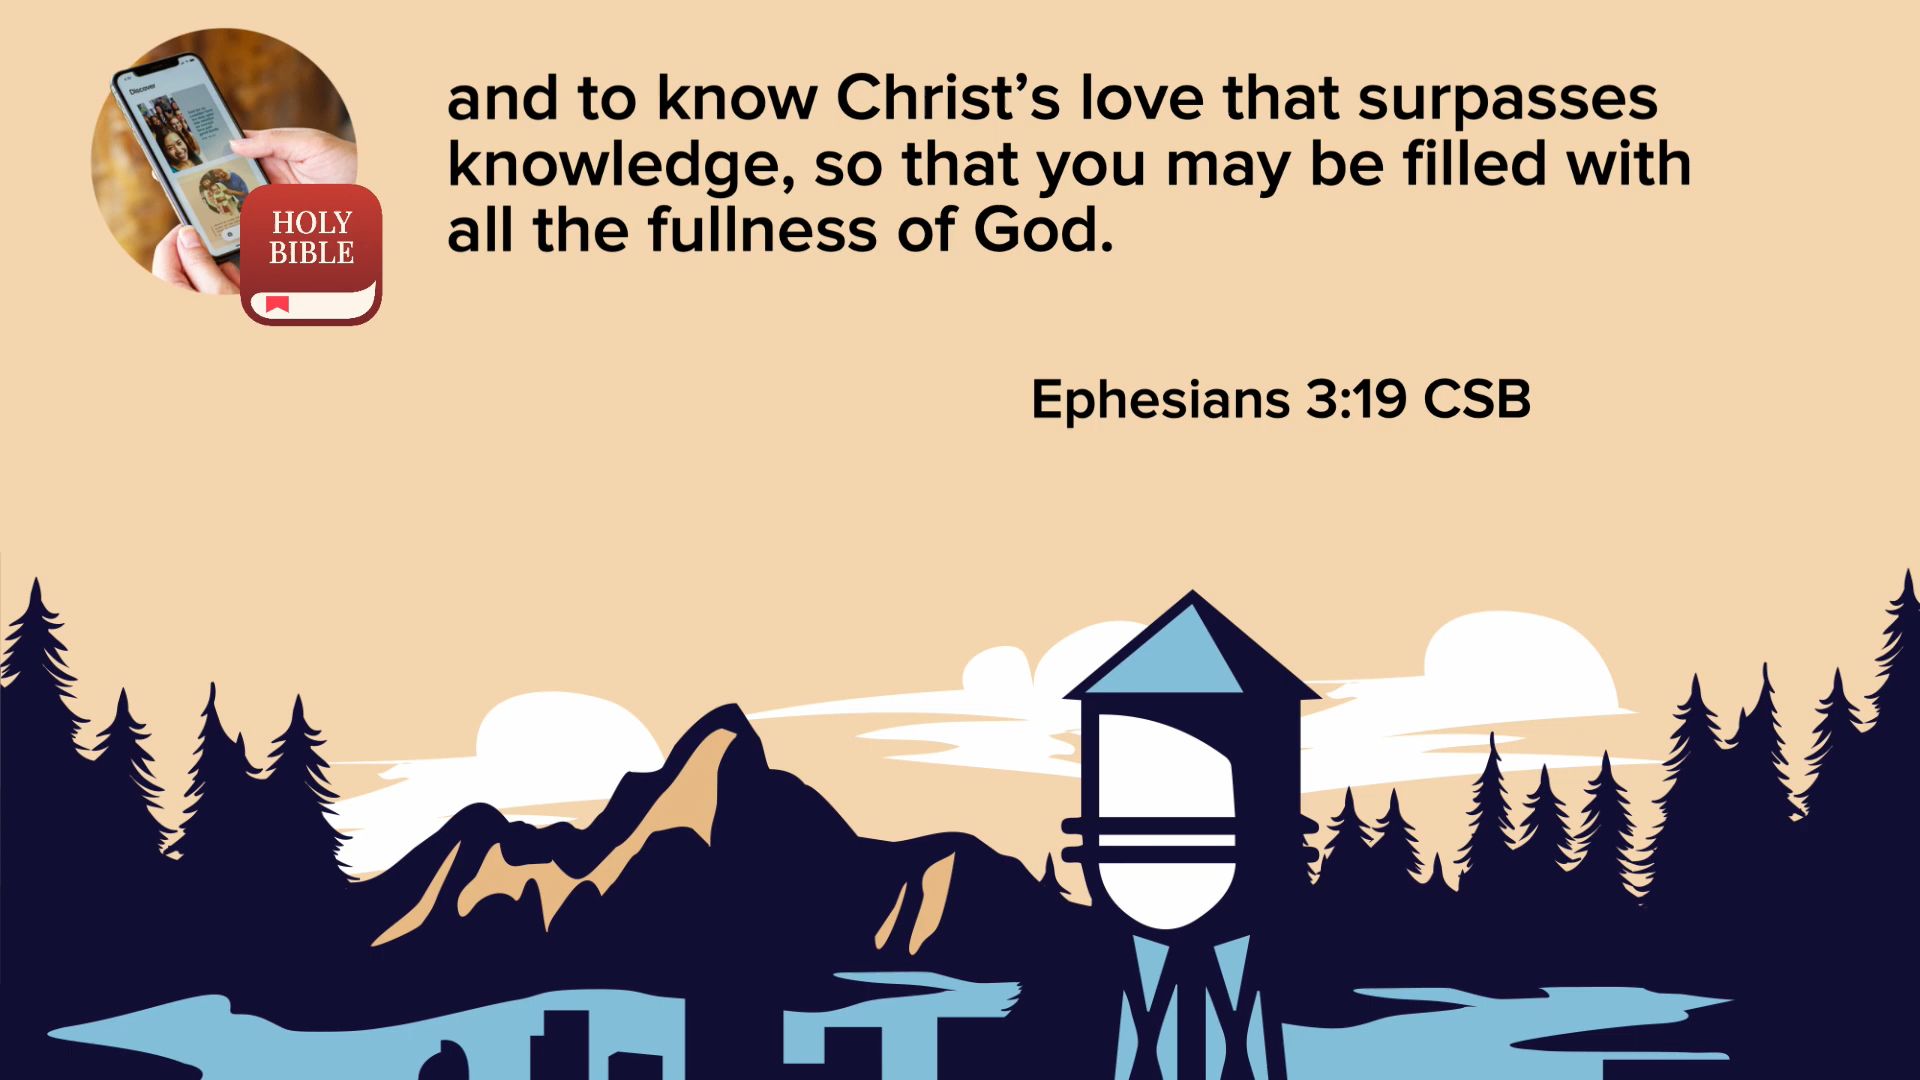 and to know Christ’s love that surpasses
knowledge, so that you may be filled with
all the fullness of God.
Ephesians 3:19 CSB
Discover
HOLY
BIBLE